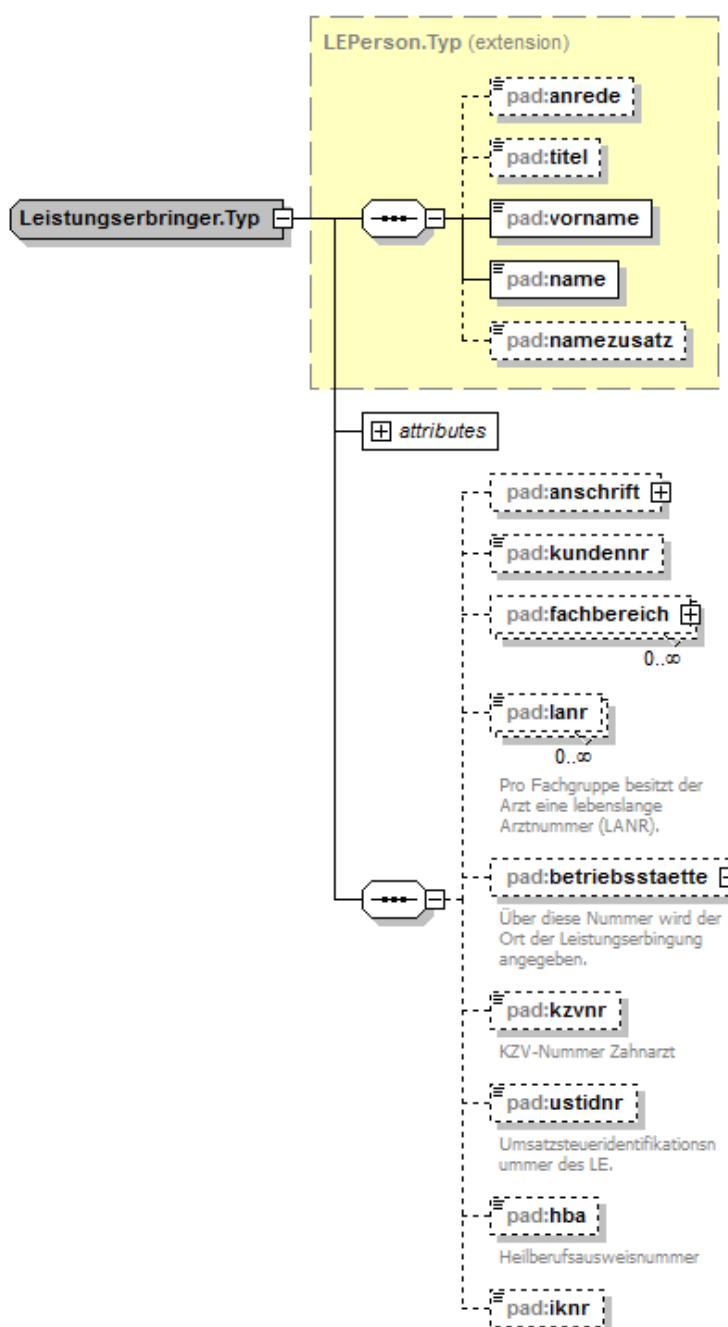 LEPerson.Typ (extension)
pad:anrede
pad:titel
Leistungserbringer.Typ
pad:vorname
pad:name
pad:namezusatz
attributes
pad:anschrift
pad:kundennr
pad:fachbereich
0..∞
pad:lanr
0..∞
Pro Fachgruppe besitzt der
Arzt eine lebenslange
Arztnummer (LANR).
pad:betriebsstaette
Über diese Nummer wird der
Ort der Leistungserbingung
angegeben.
pad:kzvnr
KZV-Nummer Zahnarzt
pad:ustidnr
Umsatzsteueridentifikationsn
ummer des LE.
pad:hba
Heilberufsausweisnummer
pad:iknr